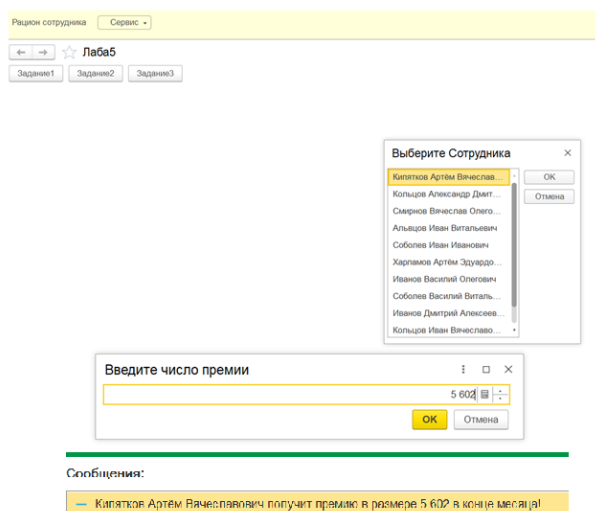 Рацион сотрудника Сервис
Лаба5
Задание1 Задание2 Задание3
Выберите Сотрудника
Кипятков Артём Вячеслав... ОК
Кольцов Александр Дмит... Отмена
Смирнов Вячеслав Олего...
Альвцов Иван Витальевич
Соболев Иван Иванович
Харламов Артём Эдуардо...
Иванов Василий Олегович
Соболев Василий Виталь...
Иванов Дмитрий Алексеев...
Кольцов Иван Вячеславо...
Введите число премии
5 602
ОК Отмена
Сообщения:
— Кипятков Артём Вячеславович получит премию в размере 5 602 в конце месяца!